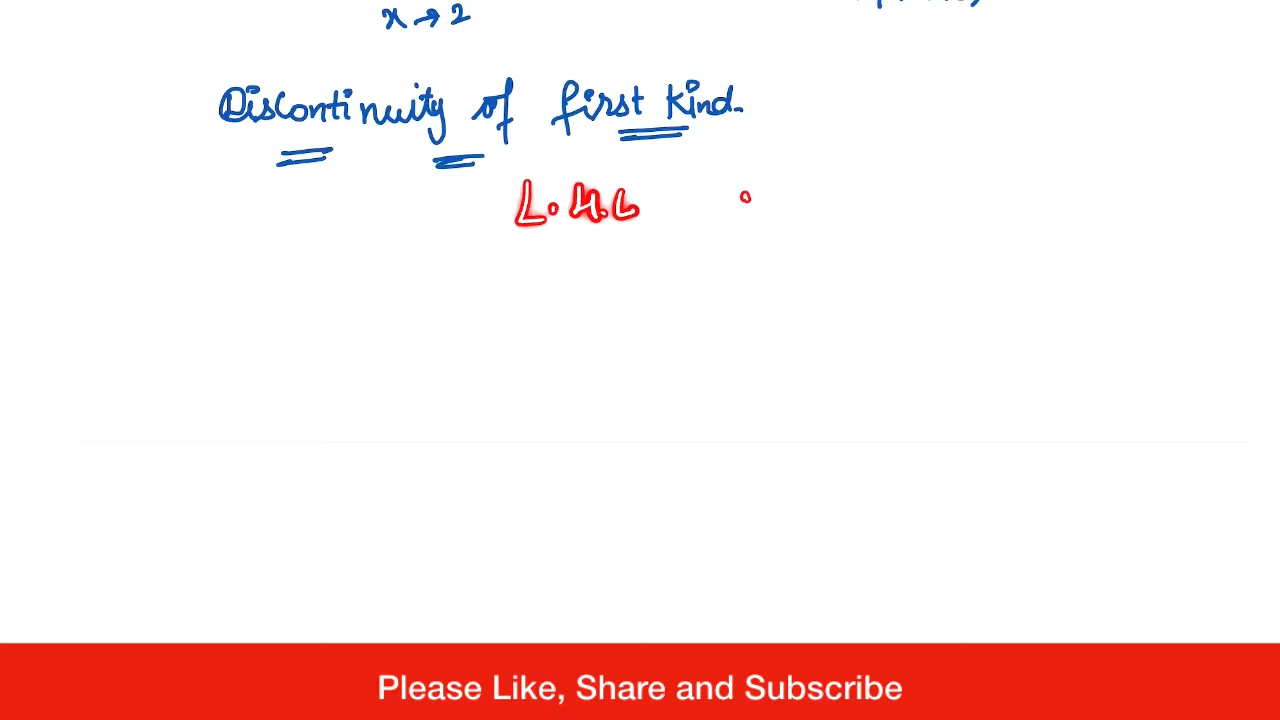 x → 2
Discontinuity of first kind.
L.H.L
Please Like, Share and Subscribe